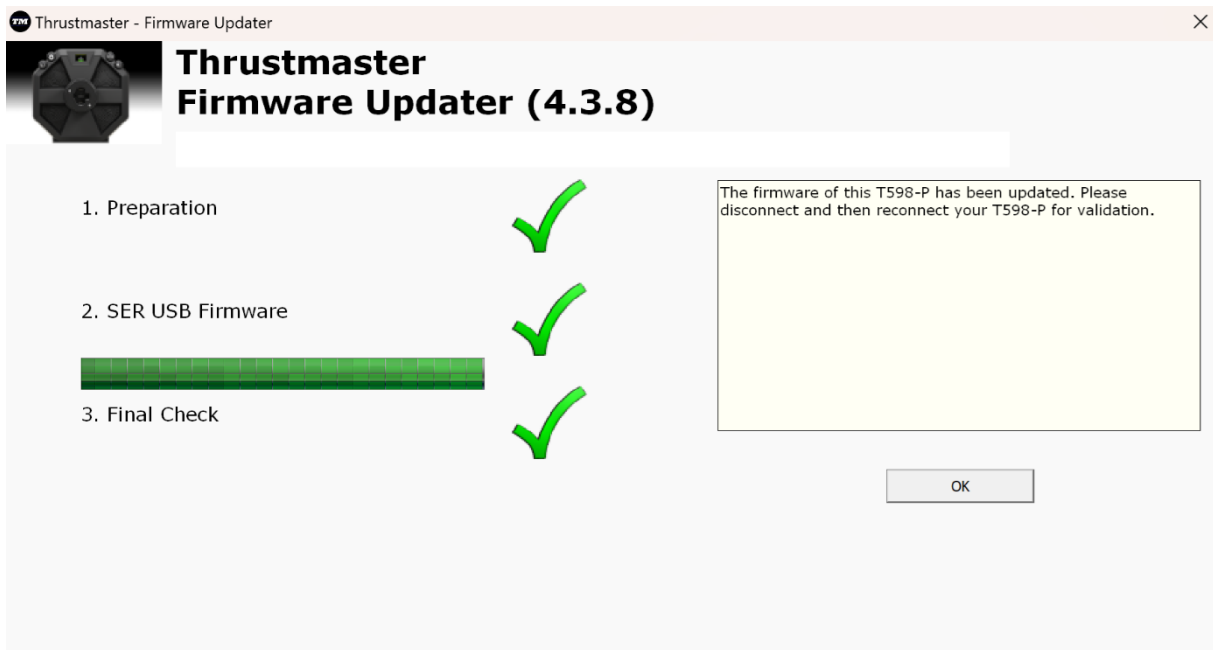 TM Thrustmaster - Firmware Updater
Thrustmaster
Firmware Updater (4.3.8)
1. Preparation
2. SER USB Firmware
3. Final Check
The firmware of this T598-P has been updated. Please
disconnect and then reconnect your T598-P for validation.
OK